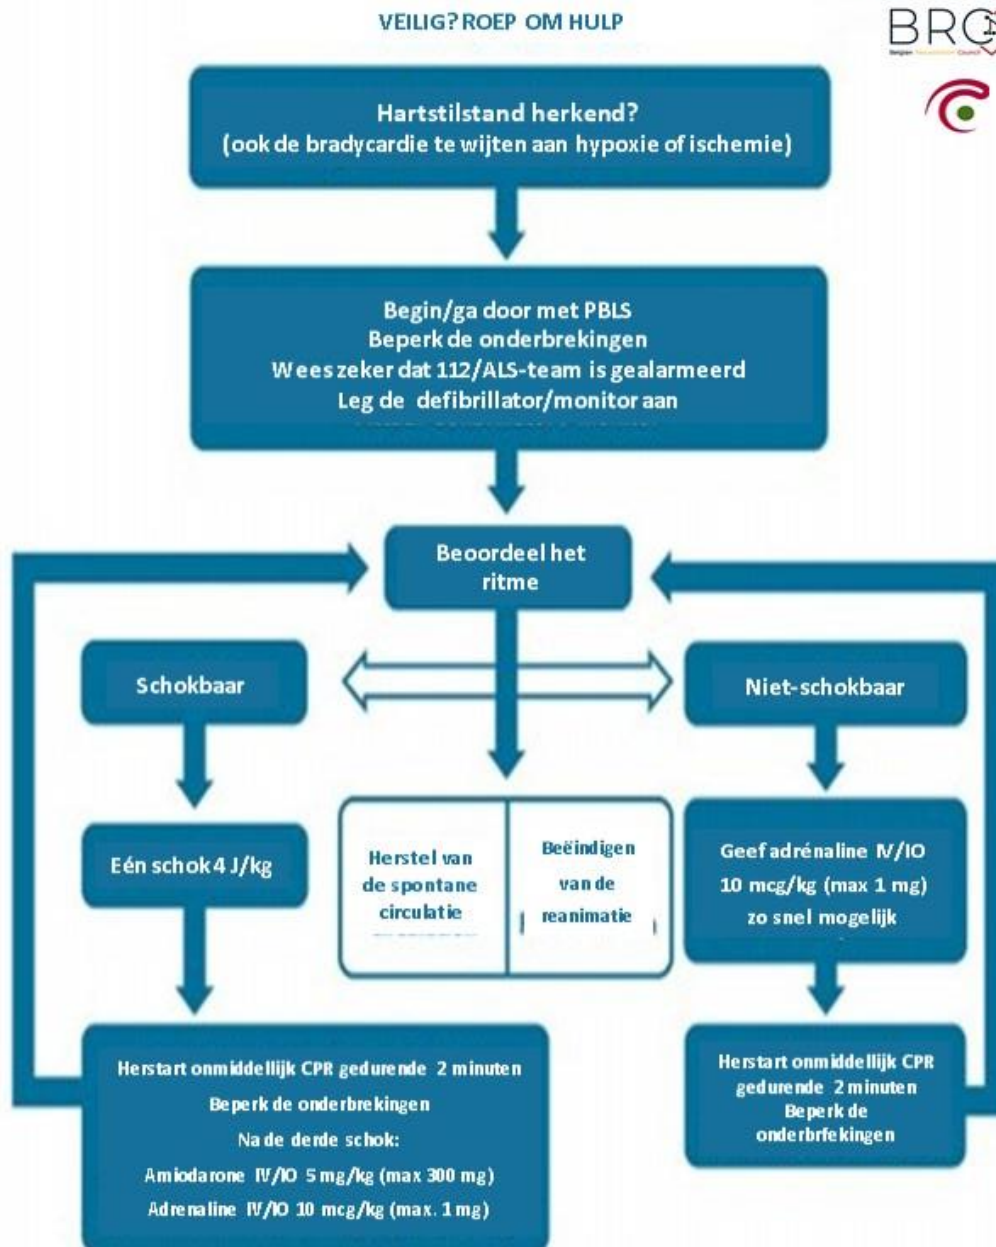 VEILIG? ROEP OM HULP
BRC
Belgian Resuscitation Council
Hartstilstand herkend?
(ook de bradycardie te wijten aan hypoxie of ischemie)
Begin/ga door met PBLS
Beperk de onderbrekingen
Wees zeker dat 112/ALS-team is gealarmeerd
Leg de defibrillator/monitor aan
Beoordeel het
ritme
Schokbaar
Niet-schokbaar
Eén schok 4 J/kg
Herstel van
de spontane
circulatie
Beëindigen
van de
reanimatie
Geef adrénaline IV/IO
10 mcg/kg (max 1 mg)
zo snel mogelijk
Herstart onmiddellijk CPR gedurende 2 minuten
Beperk de onderbrekingen
Na de derde schok:
Amiodarone IV/IO 5 mg/kg (max 300 mg)
Adrenaline IV/IO 10 mcg/kg (max. 1 mg)
Herstart onmiddellijk CPR
gedurende 2 minuten
Beperk de
onderbrfekingen